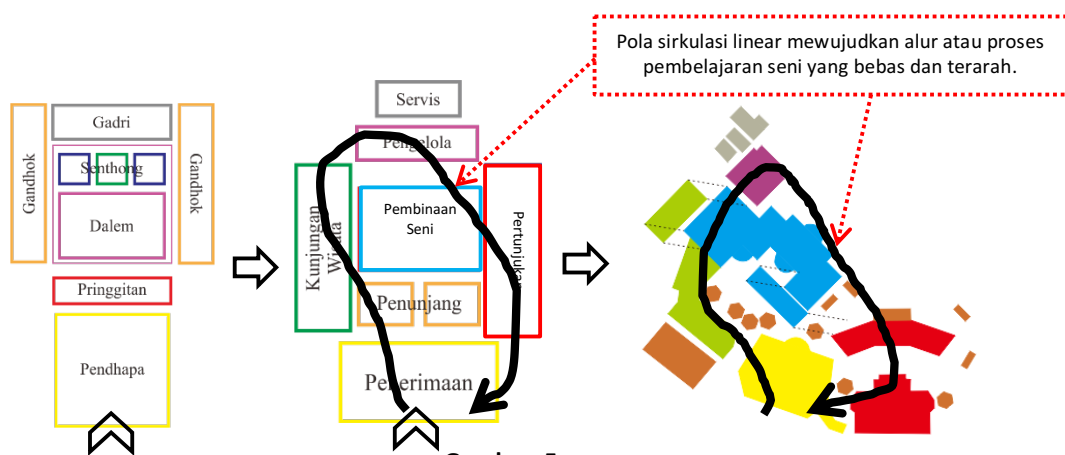 Pola sirkulasi linear mewujudkan alur atau proses
pembelajaran seni yang bebas dan terarah.
Gadri
Gandhok
Senthong
Gandhok
Dalem
Pringgitan
Pendhapa
Servis
Pengelola
Kunjungan
Wisata
Pembinaan
Seni
Pertunjukan
Penunjang
Penerimaan